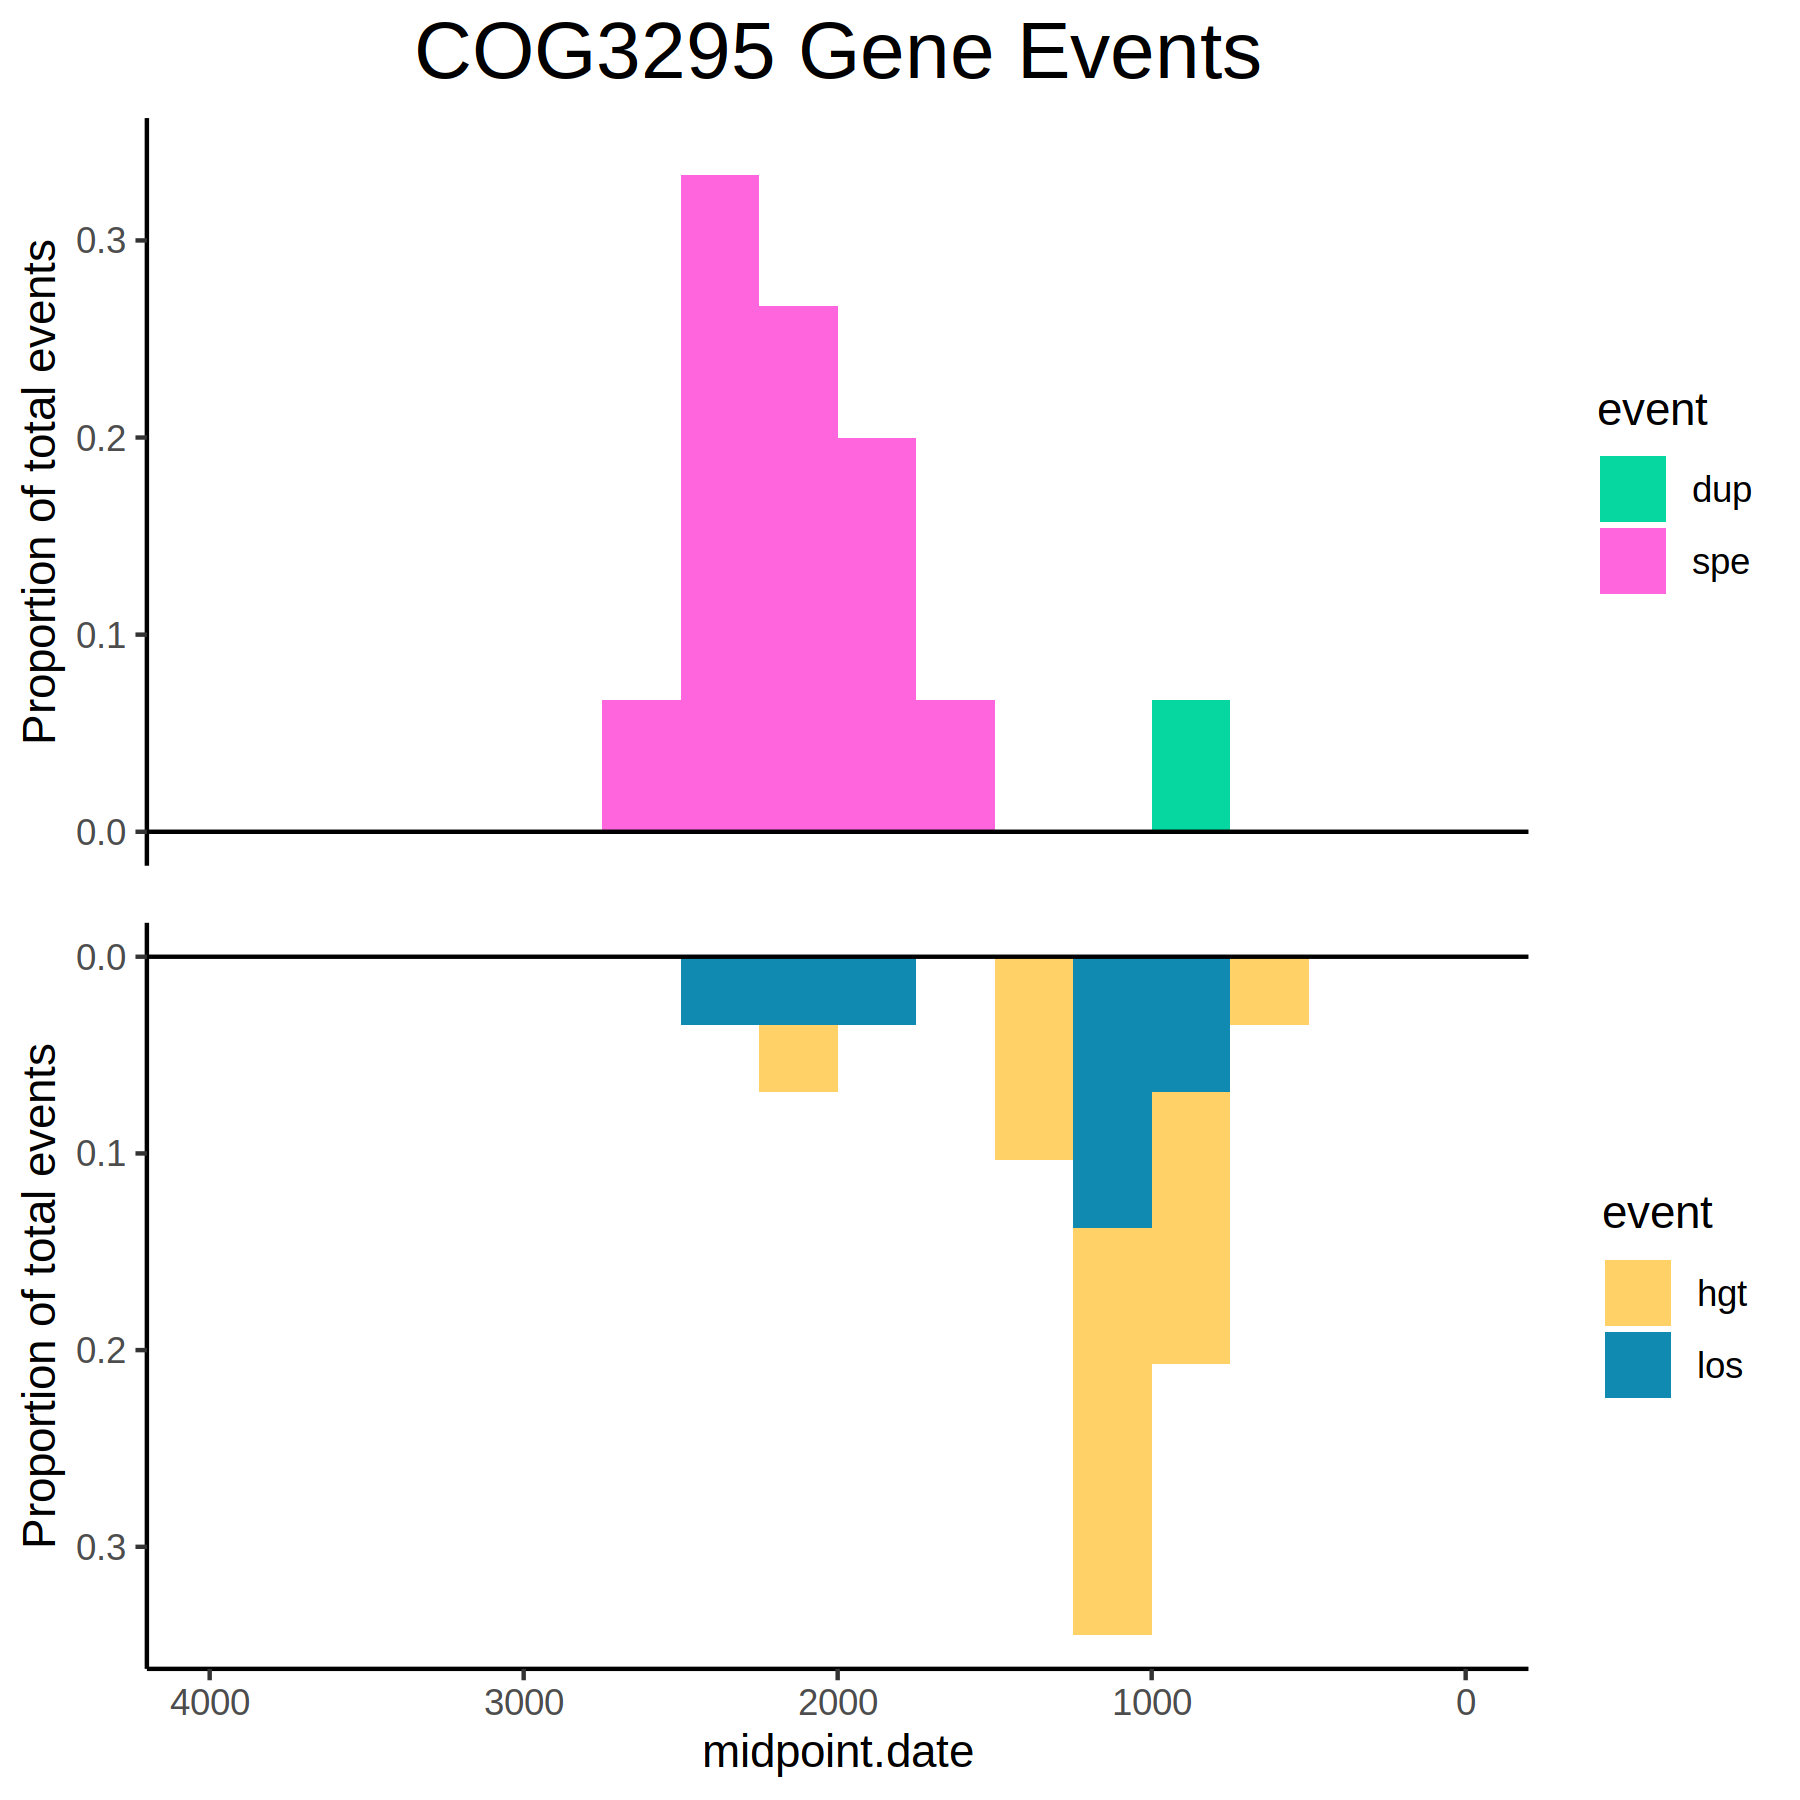 COG3295 Gene Events
Proportion of total events
0.3
0.2
0.1
0.0
event
dup
spe
Proportion of total events
0.0
0.1
0.2
0.3
event
hgt
los
4000 3000 2000 1000 0
midpoint.date